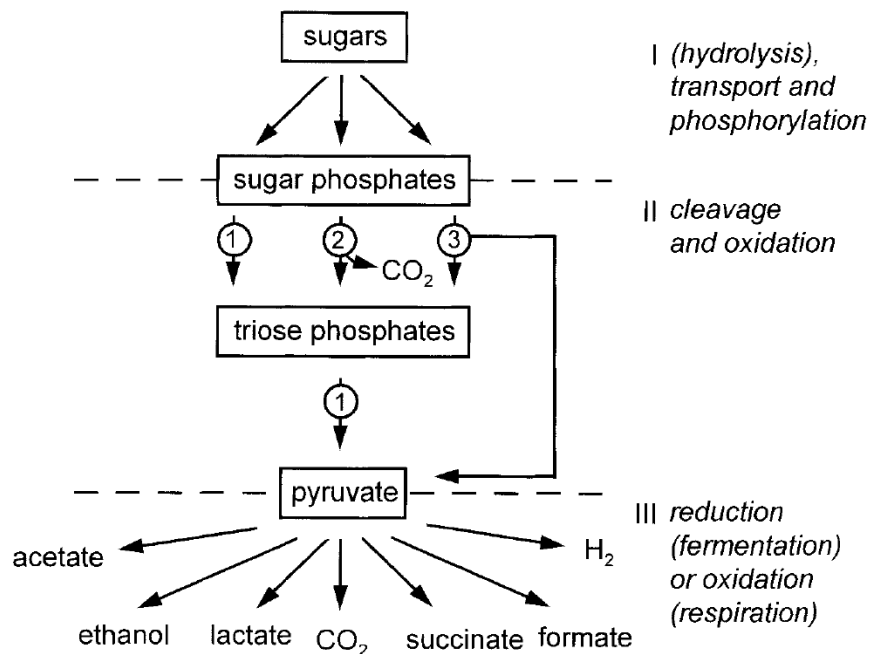 sugars
I (hydrolysis),
transport and
phosphorylation
sugar phosphates
II cleavage
and oxidation
1 2 3
CO₂
triose phosphates
1
pyruvate
III reduction
(fermentation)
or oxidation
(respiration)
acetate H₂
ethanol lactate CO₂ succinate formate